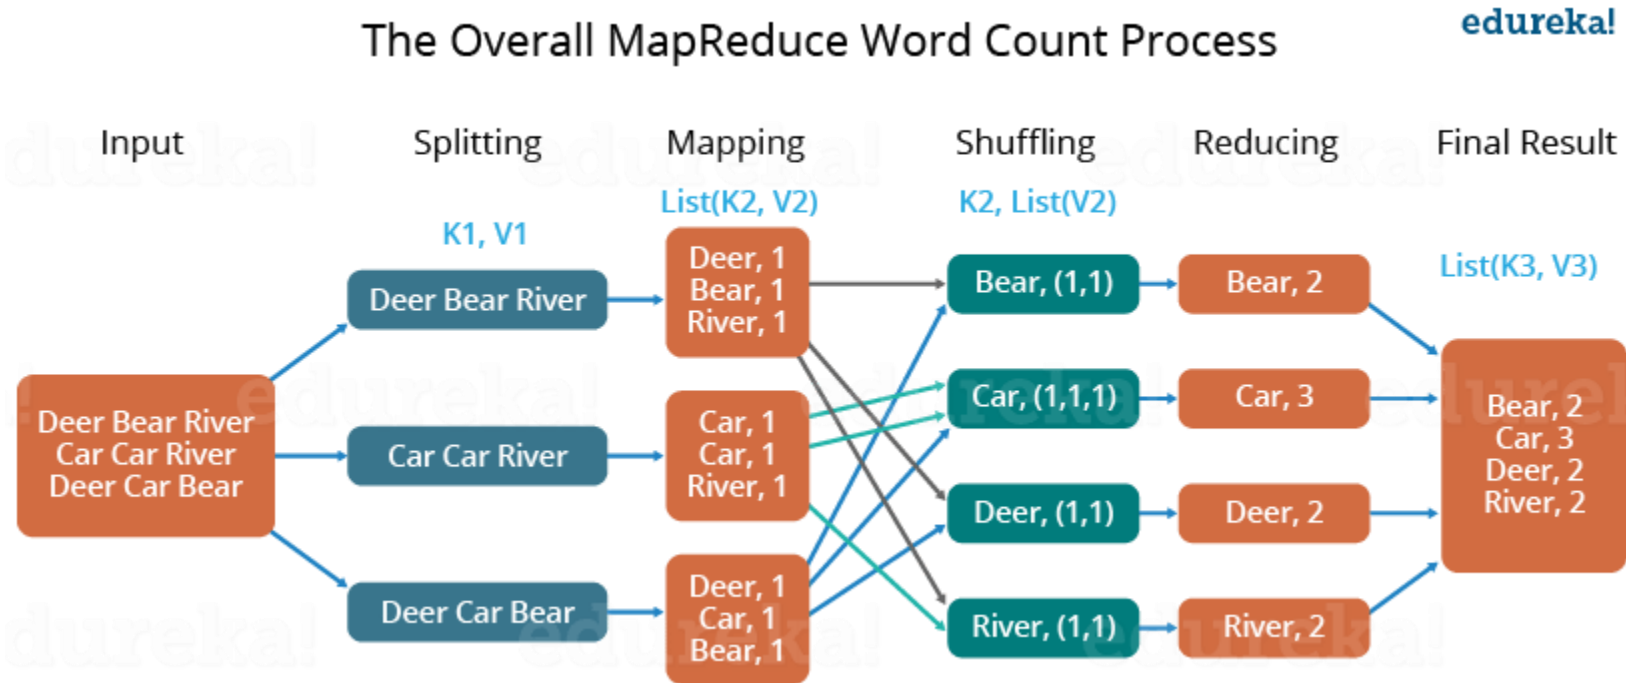 The Overall MapReduce Word Count Process
edureka!
Input
Splitting
Mapping
Shuffling
Reducing
Final Result
K1, V1
List(K2, V2)
K2, List(V2)
List(K3, V3)
Deer Bear River
Car Car River
Deer Car Bear
Deer Bear River
Car Car River
Deer Car Bear
Deer, 1
Bear, 1
River, 1
Car, 1
Car, 1
River, 1
Deer, 1
Car, 1
Bear, 1
Bear, (1,1)
Car, (1,1,1)
Deer, (1,1)
River, (1,1)
Bear, 2
Car, 3
Deer, 2
River, 2
Bear, 2
Car, 3
Deer, 2
River, 2